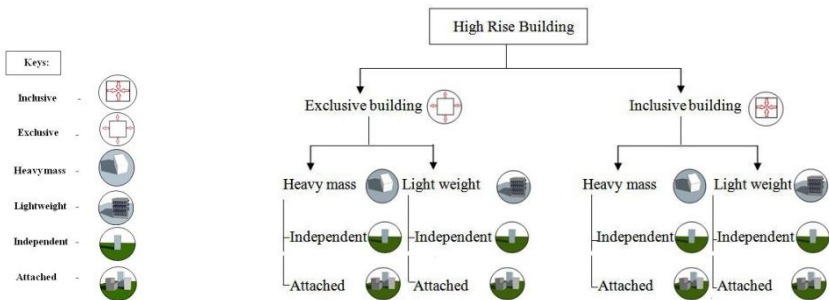 High Rise Building
Keys:
Inclusive -
Exclusive -
Heavy mass -
Lightweight -
Independent -
Attached -
Exclusive building
Inclusive building
Heavy mass
Light weight
Heavy mass
Light weight
Independent
Independent
Independent
Independent
Attached
Attached
Attached
Attached